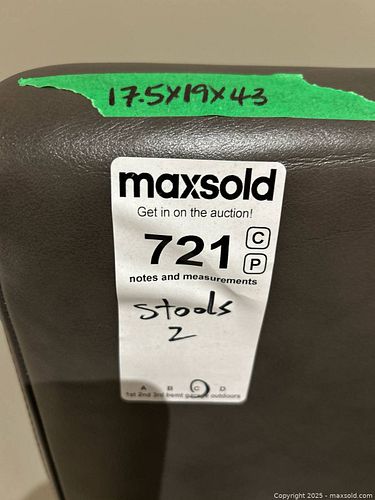 17.5X19X43
maxsold
Get in on the auction!
721 C P
notes and measurements
Stools
2
A B C D
1st 2nd 3rd bsmt garage outdoors
Copyright 2025 - maxsold.com